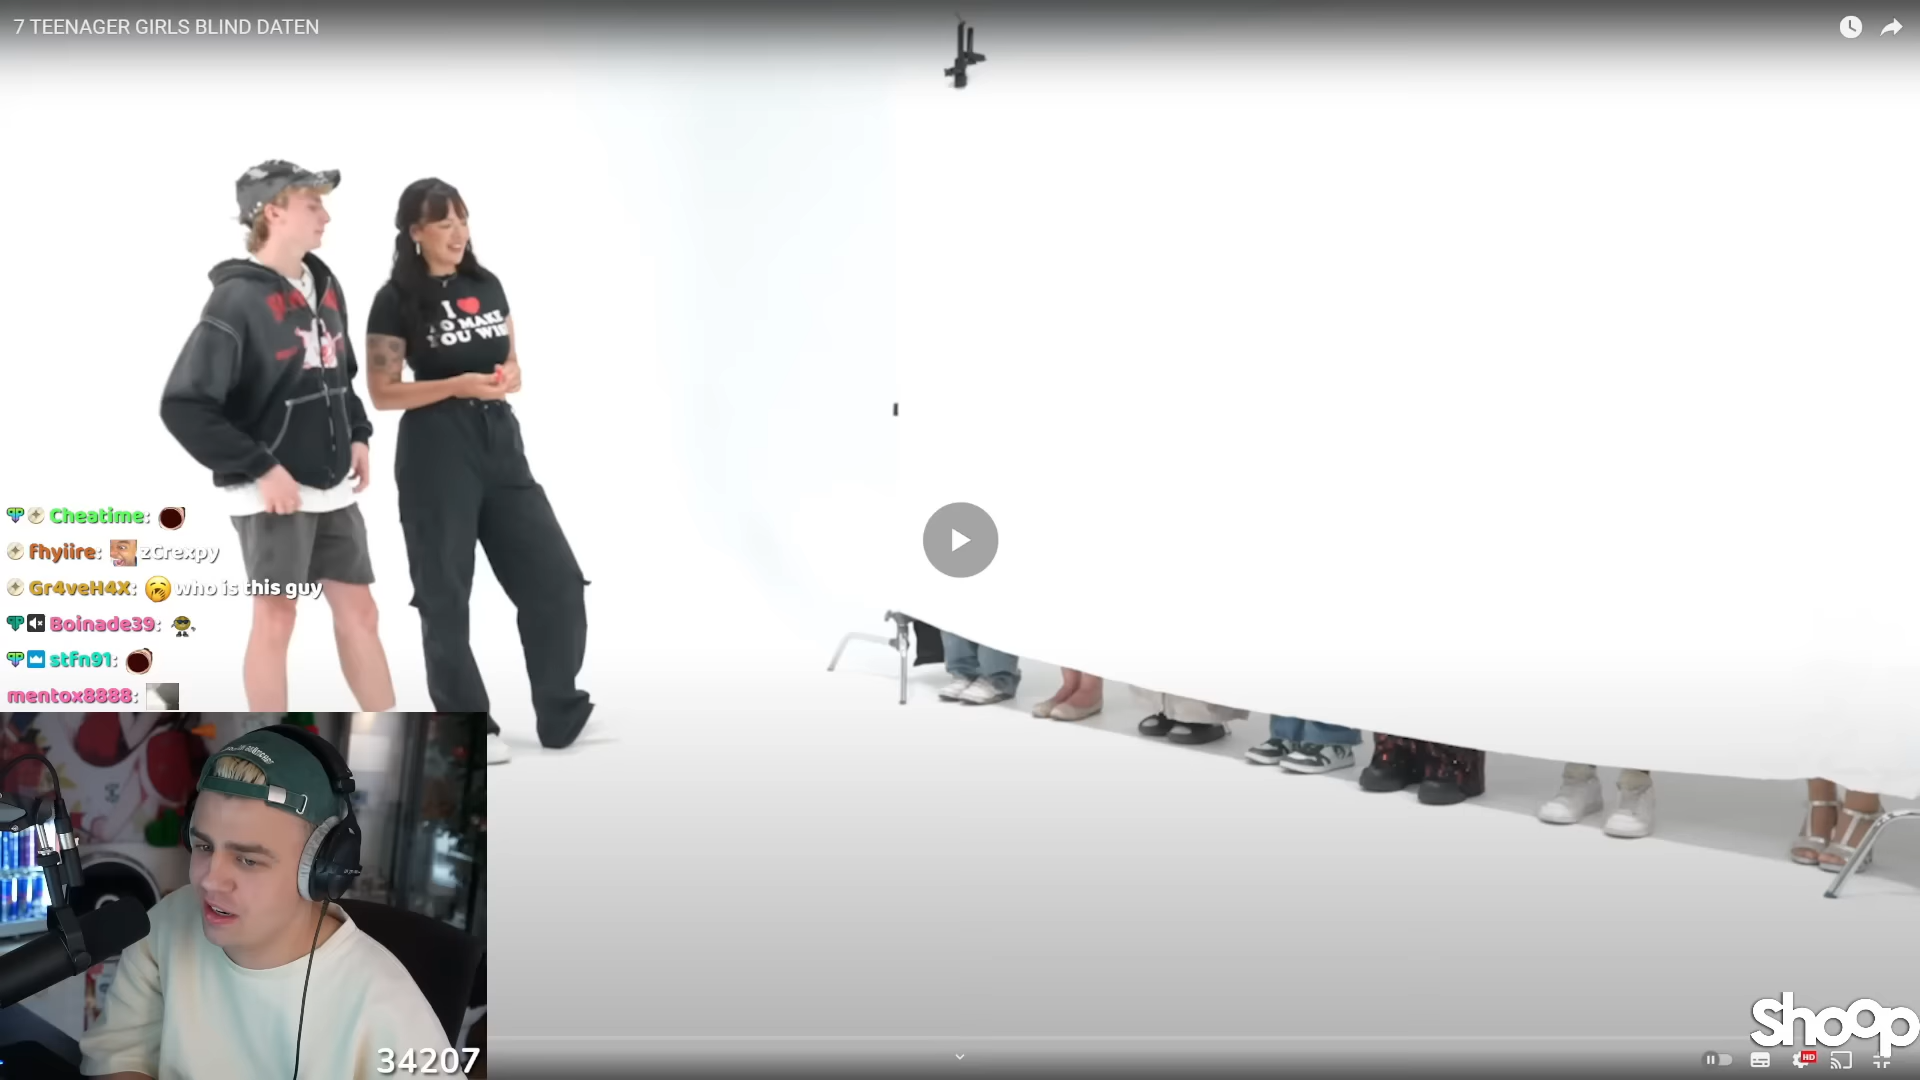 7 TEENAGER GIRLS BLIND DATEN
I
TO MAKE
YOU WI
Cheatime:
fhyiire: zCrexpy
Gr4veH4X: who is this guy
Boinade39:
stfn91:
mentox8888:
34207
shoop
HD